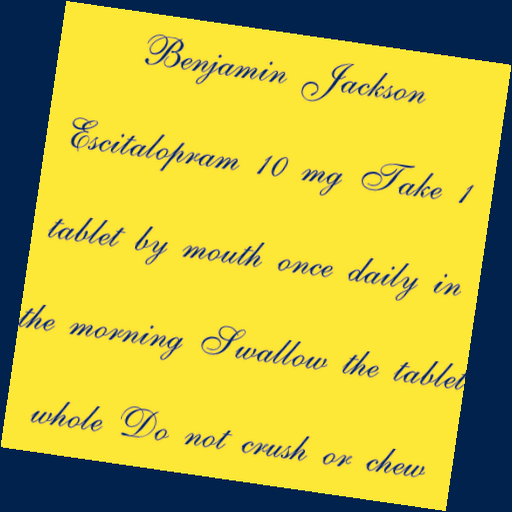 Benjamin Jackson
Escitalopram 10 mg Take 1
tablet by mouth once daily in
the morning Swallow the tablet
whole Do not crush or chew